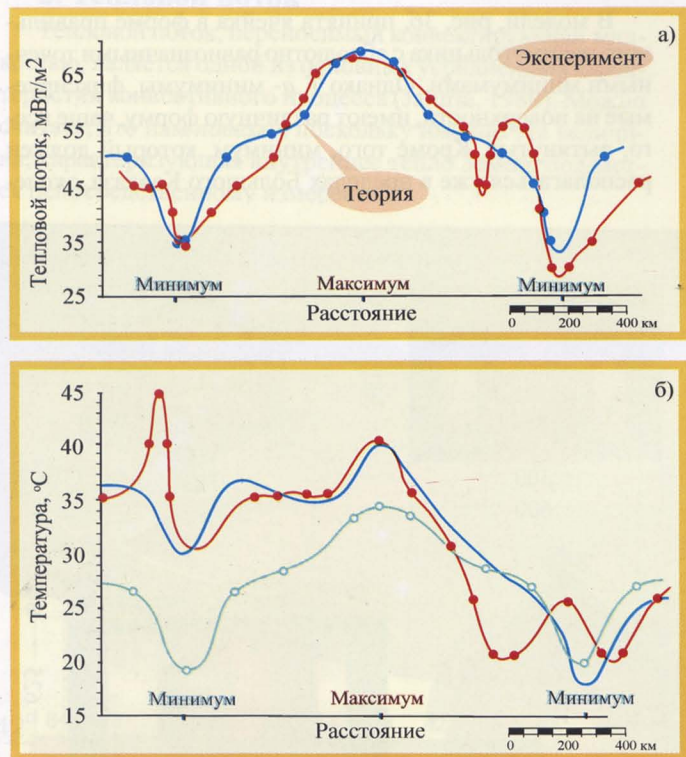 а)
Тепловой поток, мВт/м2
65
55
45
35
25
Эксперимент
Теория
Минимум
Максимум
Минимум
Расстояние
0 200 400 км
б)
Температура, °С
45
40
35
30
25
20
15
Минимум
Максимум
Минимум
Расстояние
0 200 400 км